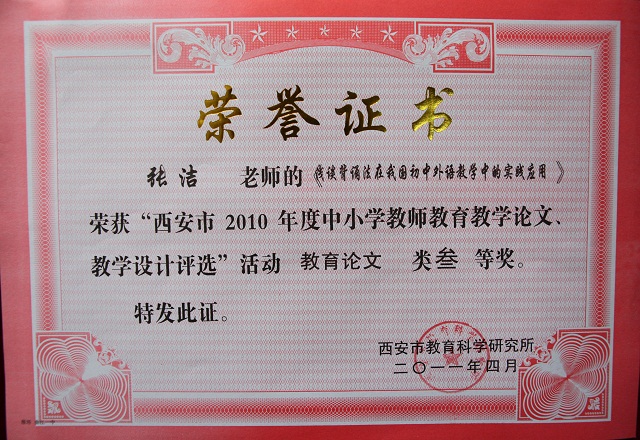 荣誉证书
张洁 老师的《浅谈背诵法在我国初中外语教学中的实践应用》
荣获“西安市 2010 年度中小学教师教育教学论文、
教学设计评选”活动 教育论文 类叁 等奖。
特发此证。
西安市教育科学研究所
二〇一一年四月